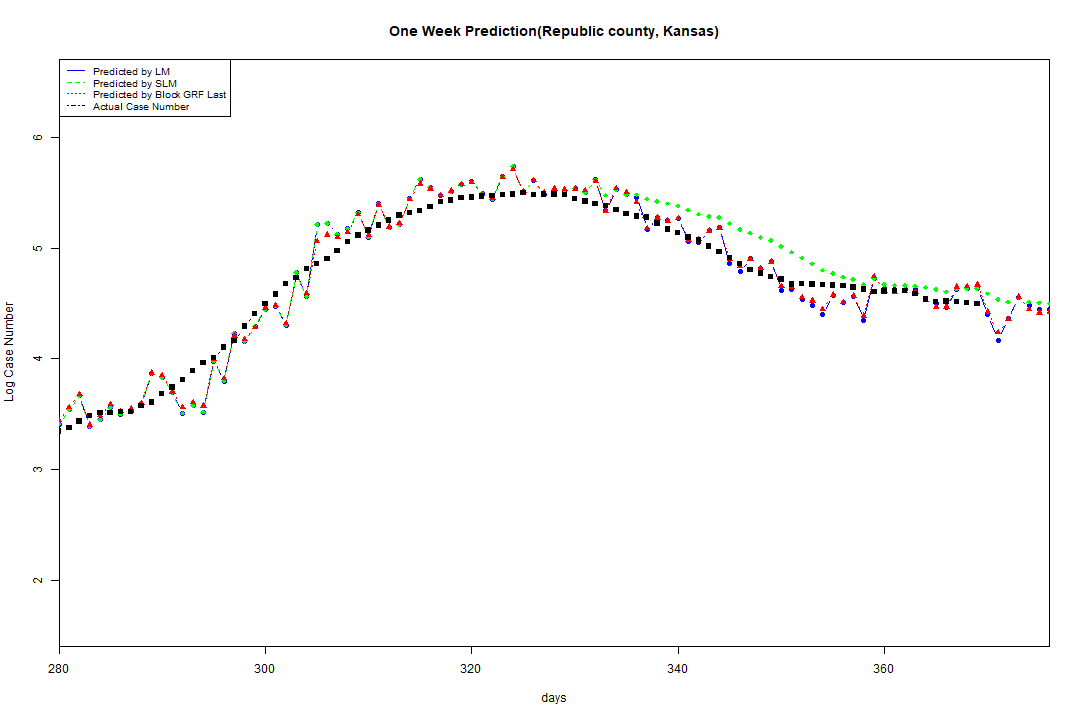 One Week Prediction(Republic county, Kansas)
Predicted by LM
Predicted by SLM
Predicted by Block GRF Last
Actual Case Number
6
5
4
3
2
Log Case Number
280 300 320 340 360
days